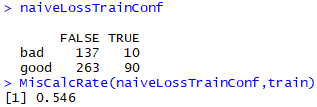 > naiveLossTrainConf
FALSE TRUE
bad 137 10
good 263 90
> MisCalcRate(naiveLossTrainConf,train)
[1] 0.546